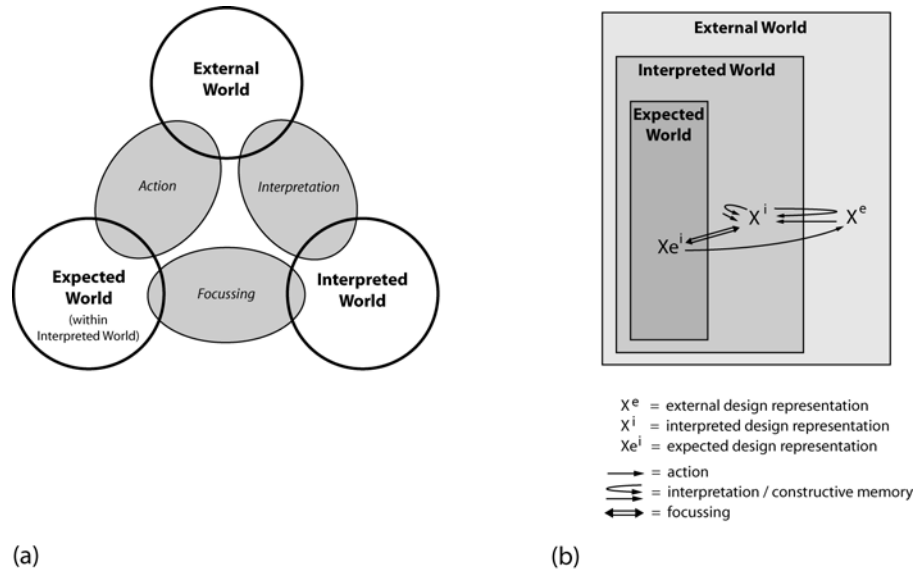 External
World
Action
Interpretation
Expected
World
(within
Interpreted World)
Focussing
Interpreted
World
(a)
External World
Interpreted World
Expected
World
Xⁱ
Xᵉ
Xeⁱ
Xᵉ = external design representation
Xⁱ = interpreted design representation
Xeⁱ = expected design representation
= action
= interpretation / constructive memory
= focussing
(b)